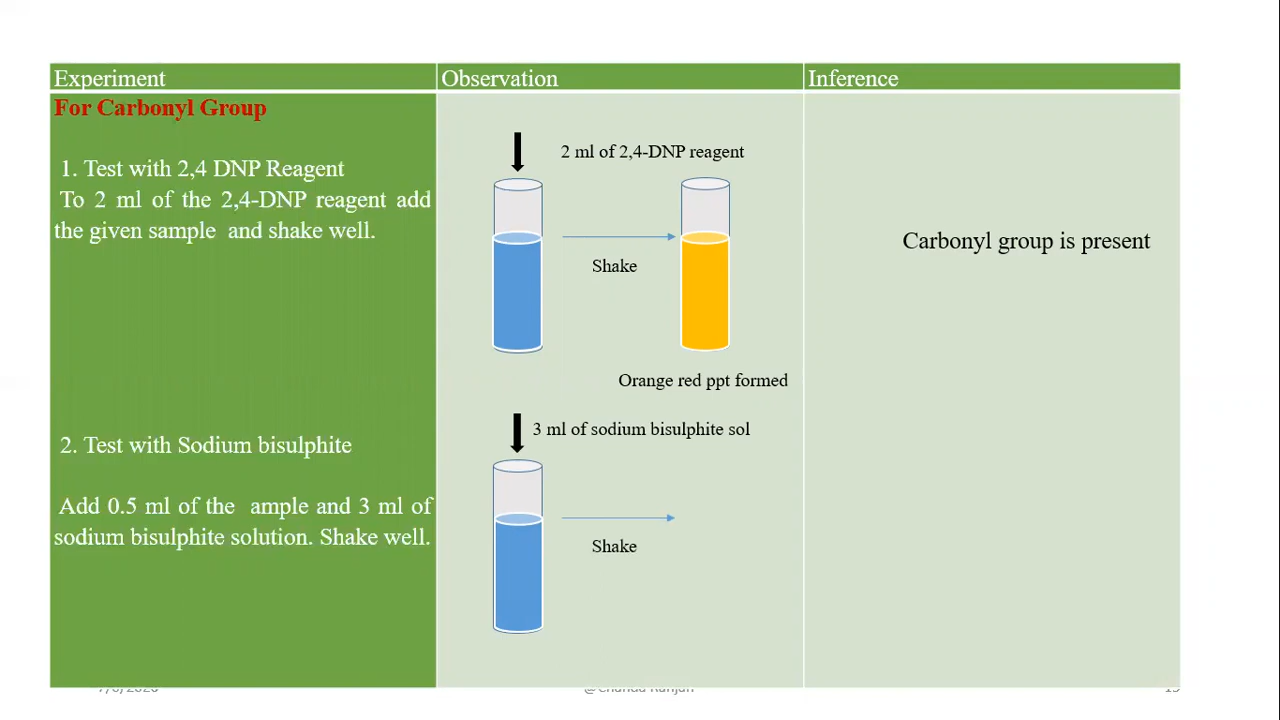 Experiment
Observation
Inference
For Carbonyl Group
1. Test with 2,4 DNP Reagent
To 2 ml of the 2,4-DNP reagent add
the given sample and shake well.
2 ml of 2,4-DNP reagent
Shake
Orange red ppt formed
Carbonyl group is present
2. Test with Sodium bisulphite
Add 0.5 ml of the ample and 3 ml of
sodium bisulphite solution. Shake well.
3 ml of sodium bisulphite sol
Shake